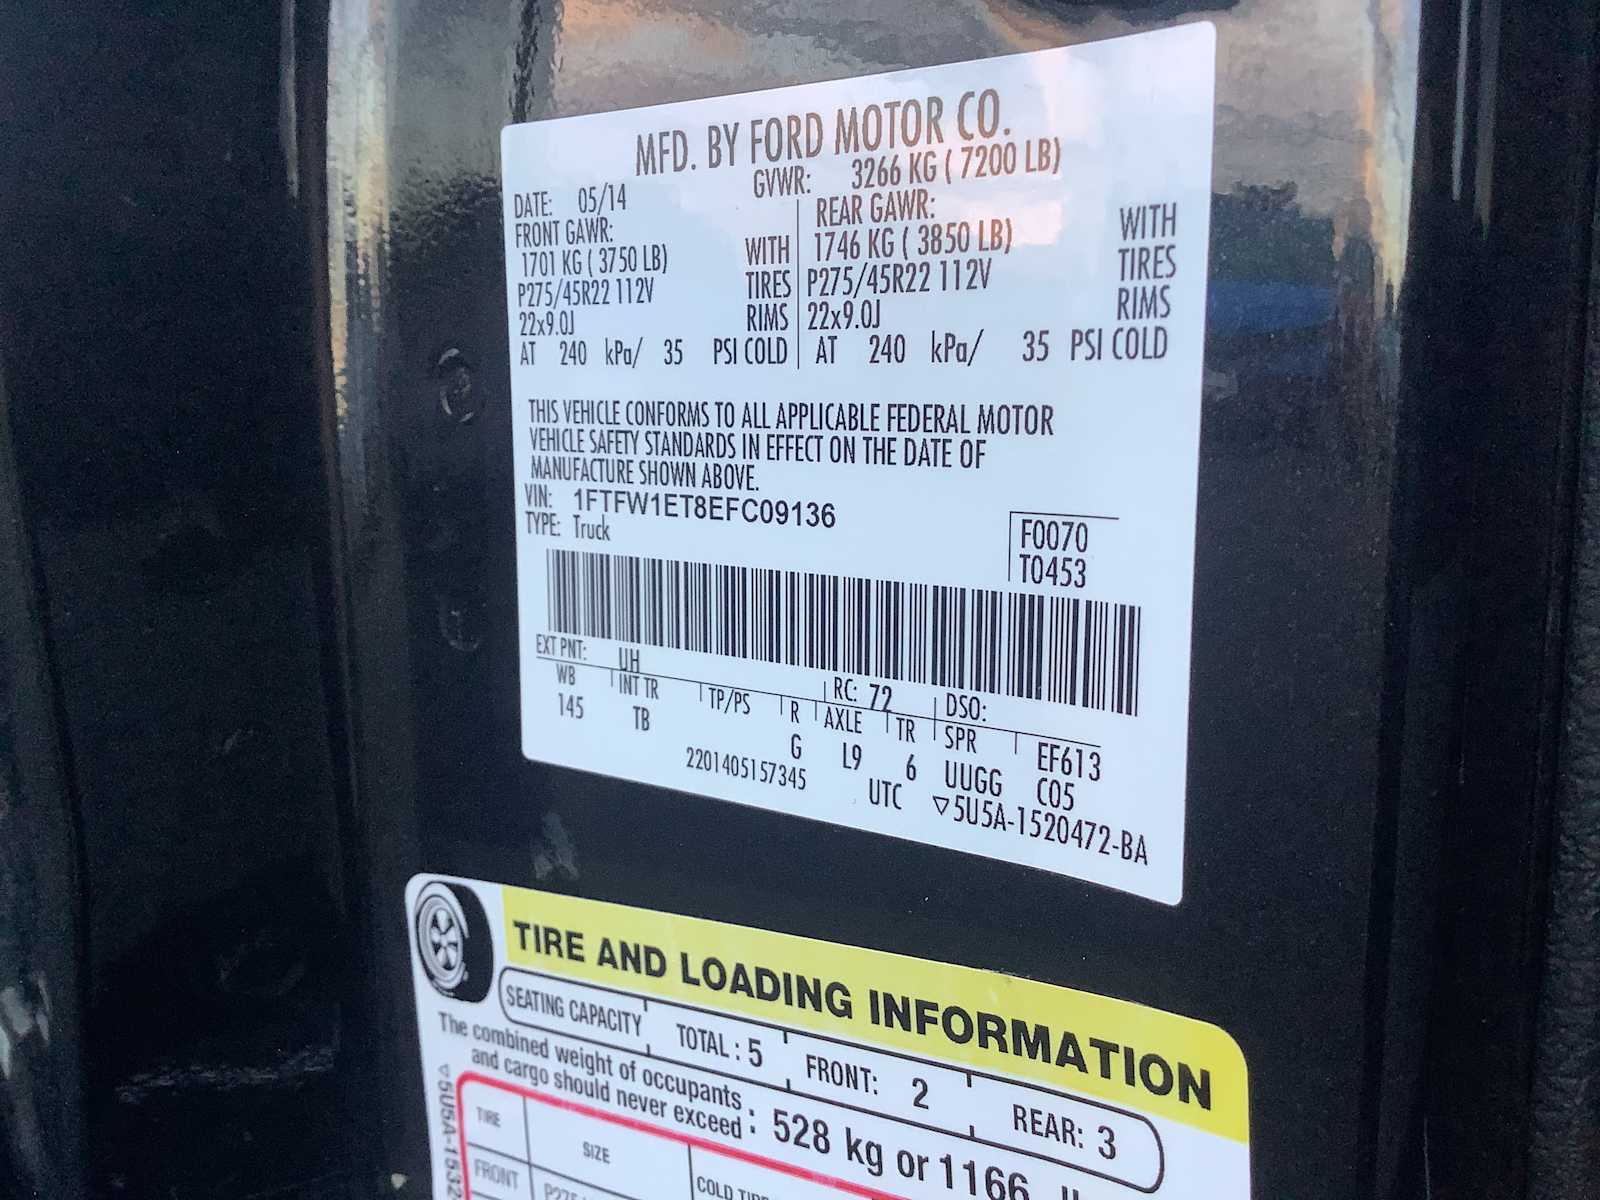 MFD. BY FORD MOTOR CO.
DATE: 05/14 GVWR: 3266 KG ( 7200 LB)
FRONT GAWR: REAR GAWR:
1701 KG ( 3750 LB) WITH 1746 KG ( 3850 LB) WITH
P275/45R22 112V TIRES P275/45R22 112V TIRES
22x9.0J RIMS 22x9.0J RIMS
AT 240 kPa/ 35 PSI COLD AT 240 kPa/ 35 PSI COLD
THIS VEHICLE CONFORMS TO ALL APPLICABLE FEDERAL MOTOR
VEHICLE SAFETY STANDARDS IN EFFECT ON THE DATE OF
MANUFACTURE SHOWN ABOVE.
VIN: 1FTFW1ET8EFC09136
TYPE: Truck
F0070
T0453
EXT PNT: UH RC: 72 DSO:
WB INT TR TP/PS R AXLE TR SPR EF613
145 TB G L9 6 UUGG C05
2201405157345 UTC ▽5U5A-1520472-BA
TIRE AND LOADING INFORMATION
SEATING CAPACITY TOTAL : 5 FRONT: 2 REAR: 3
The combined weight of occupants
and cargo should never exceed : 528 kg or 1166
TIRE SIZE COLD
FRONT P275
▽5U5A-1532